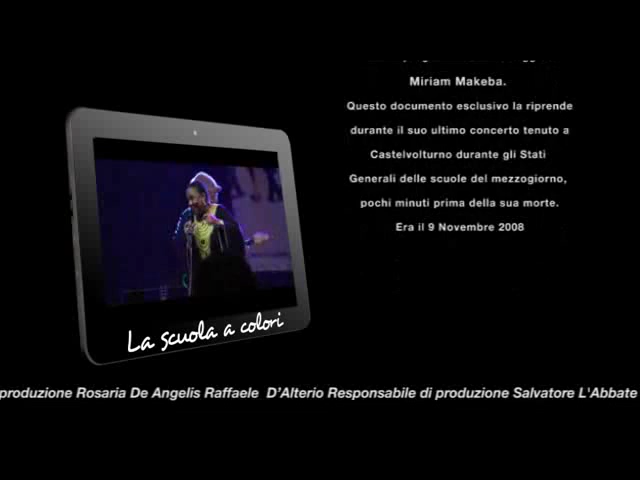 Miriam Makeba.
Questo documento esclusivo la riprende
durante il suo ultimo concerto tenuto a
Castelvolturno durante gli Stati
Generali delle scuole del mezzogiorno,
pochi minuti prima della sua morte.
Era il 9 Novembre 2008
La scuola a colori
produzione Rosaria De Angelis Raffaele D’Alterio Responsabile di produzione Salvatore L'Abbate